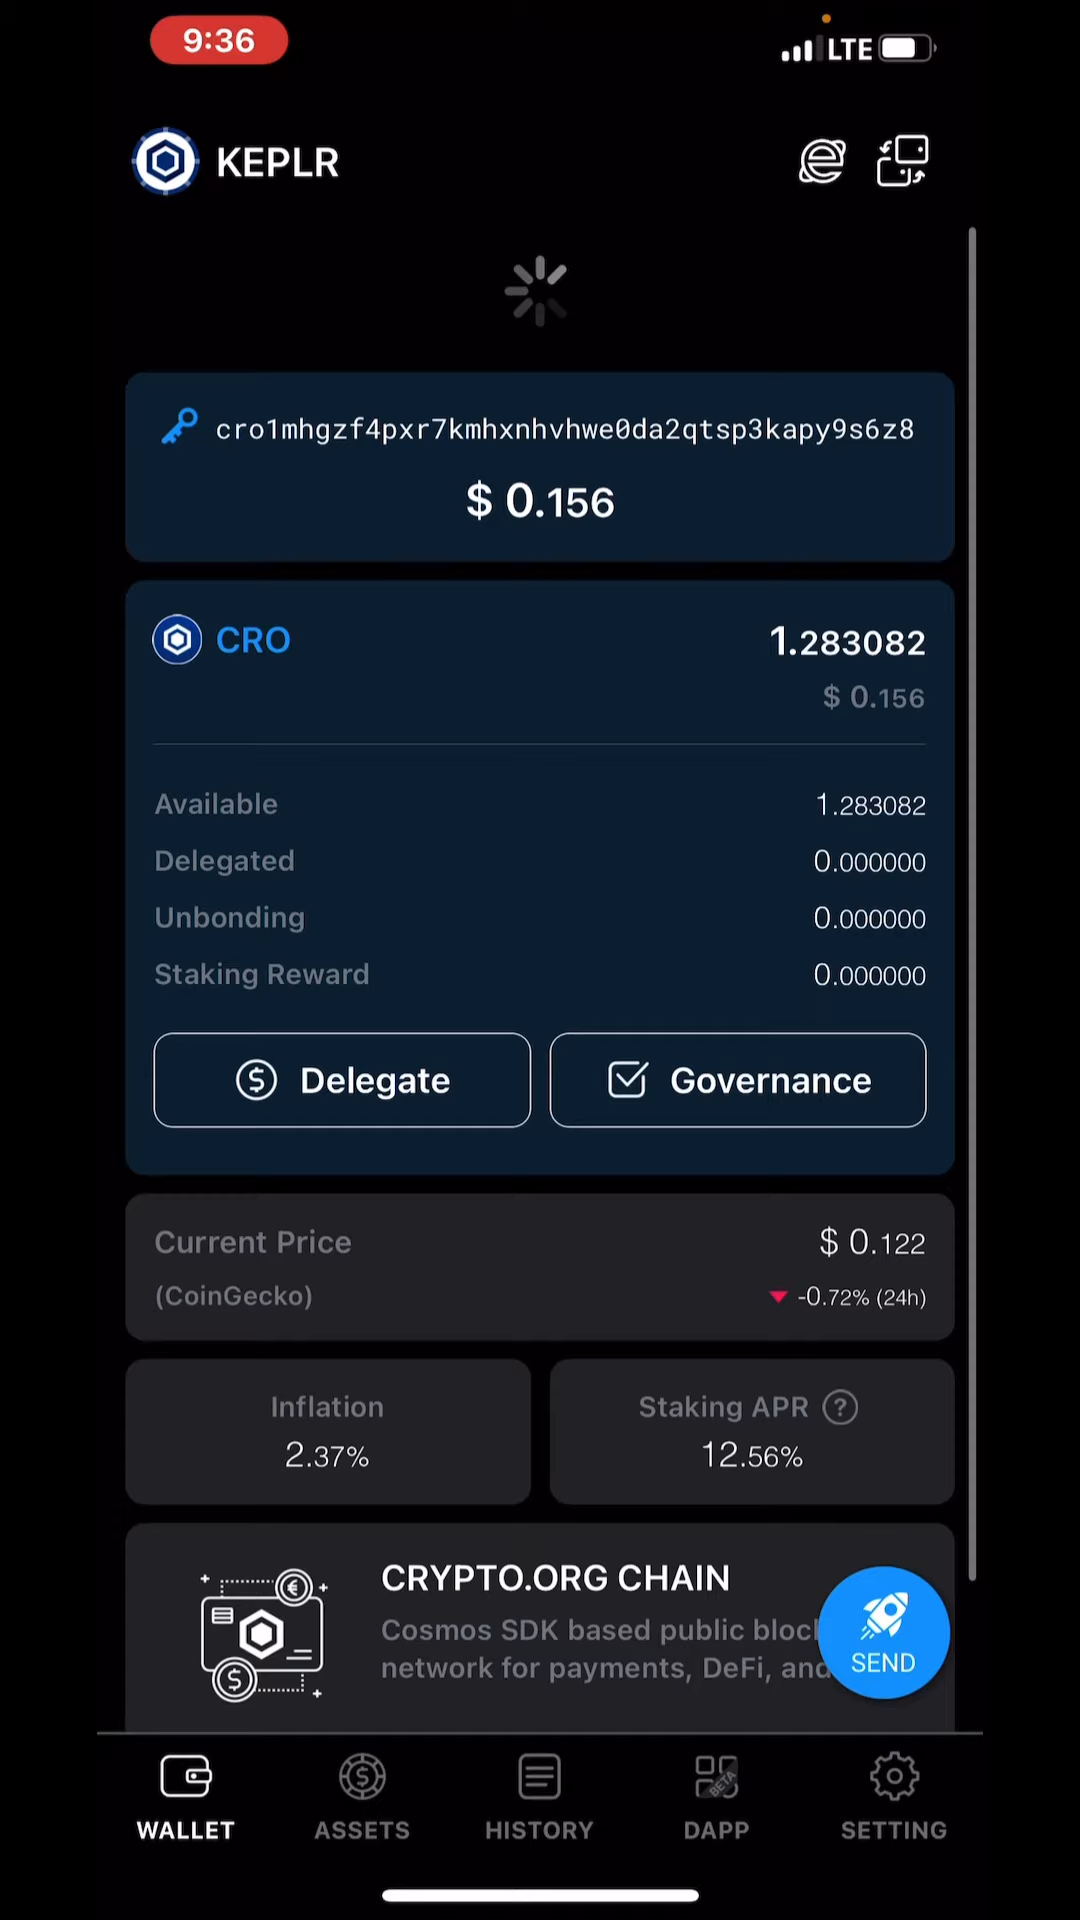 9:36
LTE
KEPLR
cro1mhgzf4pxr7kmhxnhvhwe0da2qtsp3kapy9s6z8
$ 0.156
CRO
1.283082
$ 0.156
Available 1.283082
Delegated 0.000000
Unbonding 0.000000
Staking Reward 0.000000
Delegate
Governance
Current Price $ 0.122
(CoinGecko) -0.72% (24h)
Inflation
2.37%
Staking APR ?
12.56%
CRYPTO.ORG CHAIN
Cosmos SDK based public bloc
network for payments, DeFi, and
SEND
WALLET
ASSETS
HISTORY
BETA
DAPP
SETTING